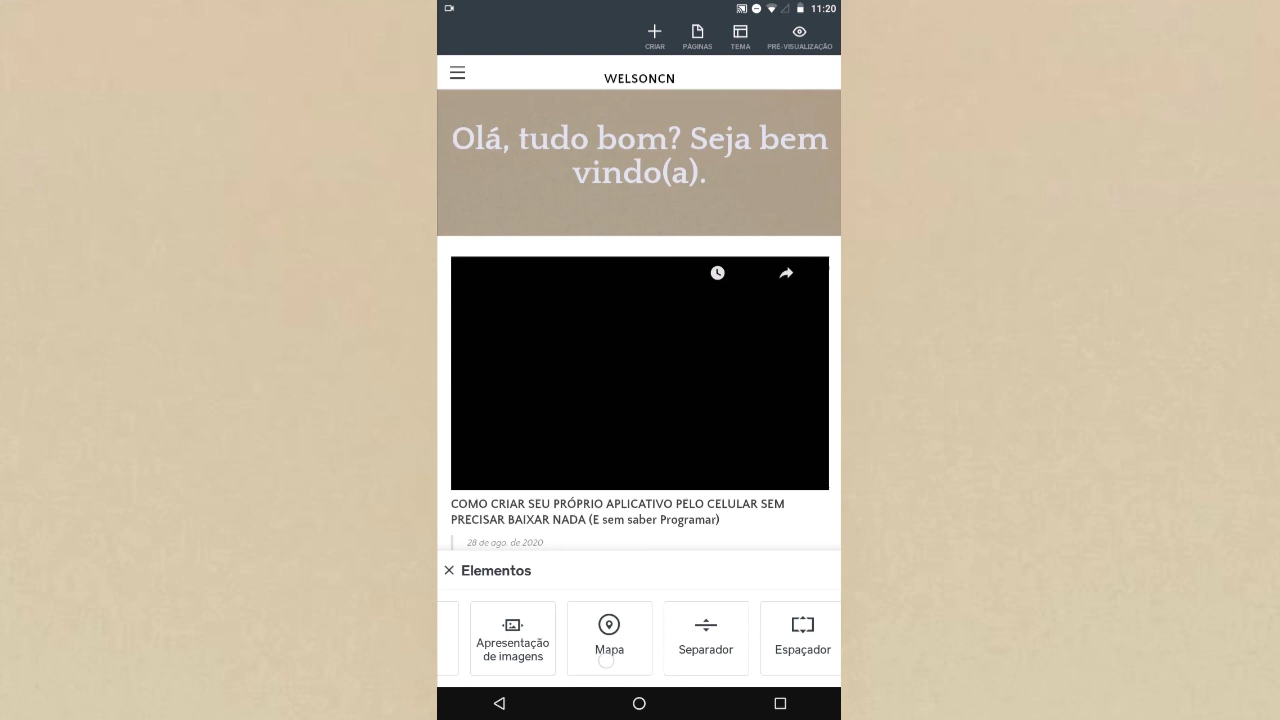 11:20
CRIAR PÁGINAS TEMA PRÉ-VISUALIZAÇÃO
WELSONCN
Olá, tudo bom? Seja bem
vindo(a).
COMO CRIAR SEU PRÓPRIO APLICATIVO PELO CELULAR SEM
PRECISAR BAIXAR NADA (E sem saber Programar)
28 de ago. de 2020
Elementos
Apresentação
de imagens
Mapa
Separador
Espaçador